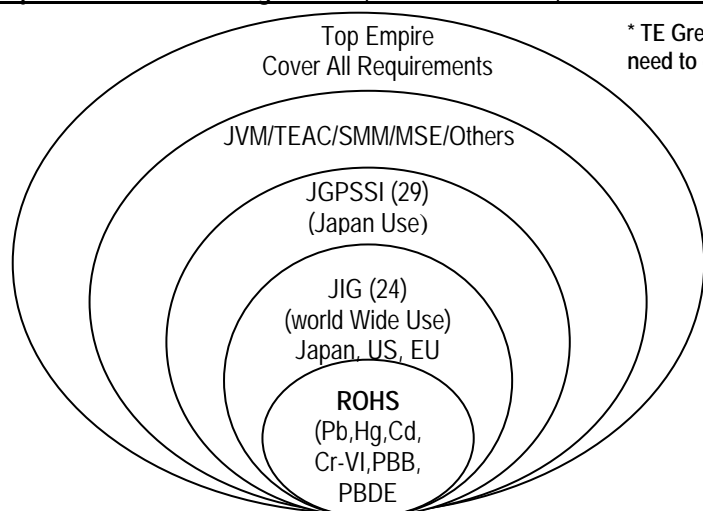 Top Empire
Cover All Requirements
* TE Gre
need to
JVM/TEAC/SMM/MSE/Others
JGPSSI (29)
(Japan Use)
JIG (24)
(world Wide Use)
Japan, US, EU
ROHS
(Pb,Hg,Cd,
Cr-VI,PBB,
PBDE